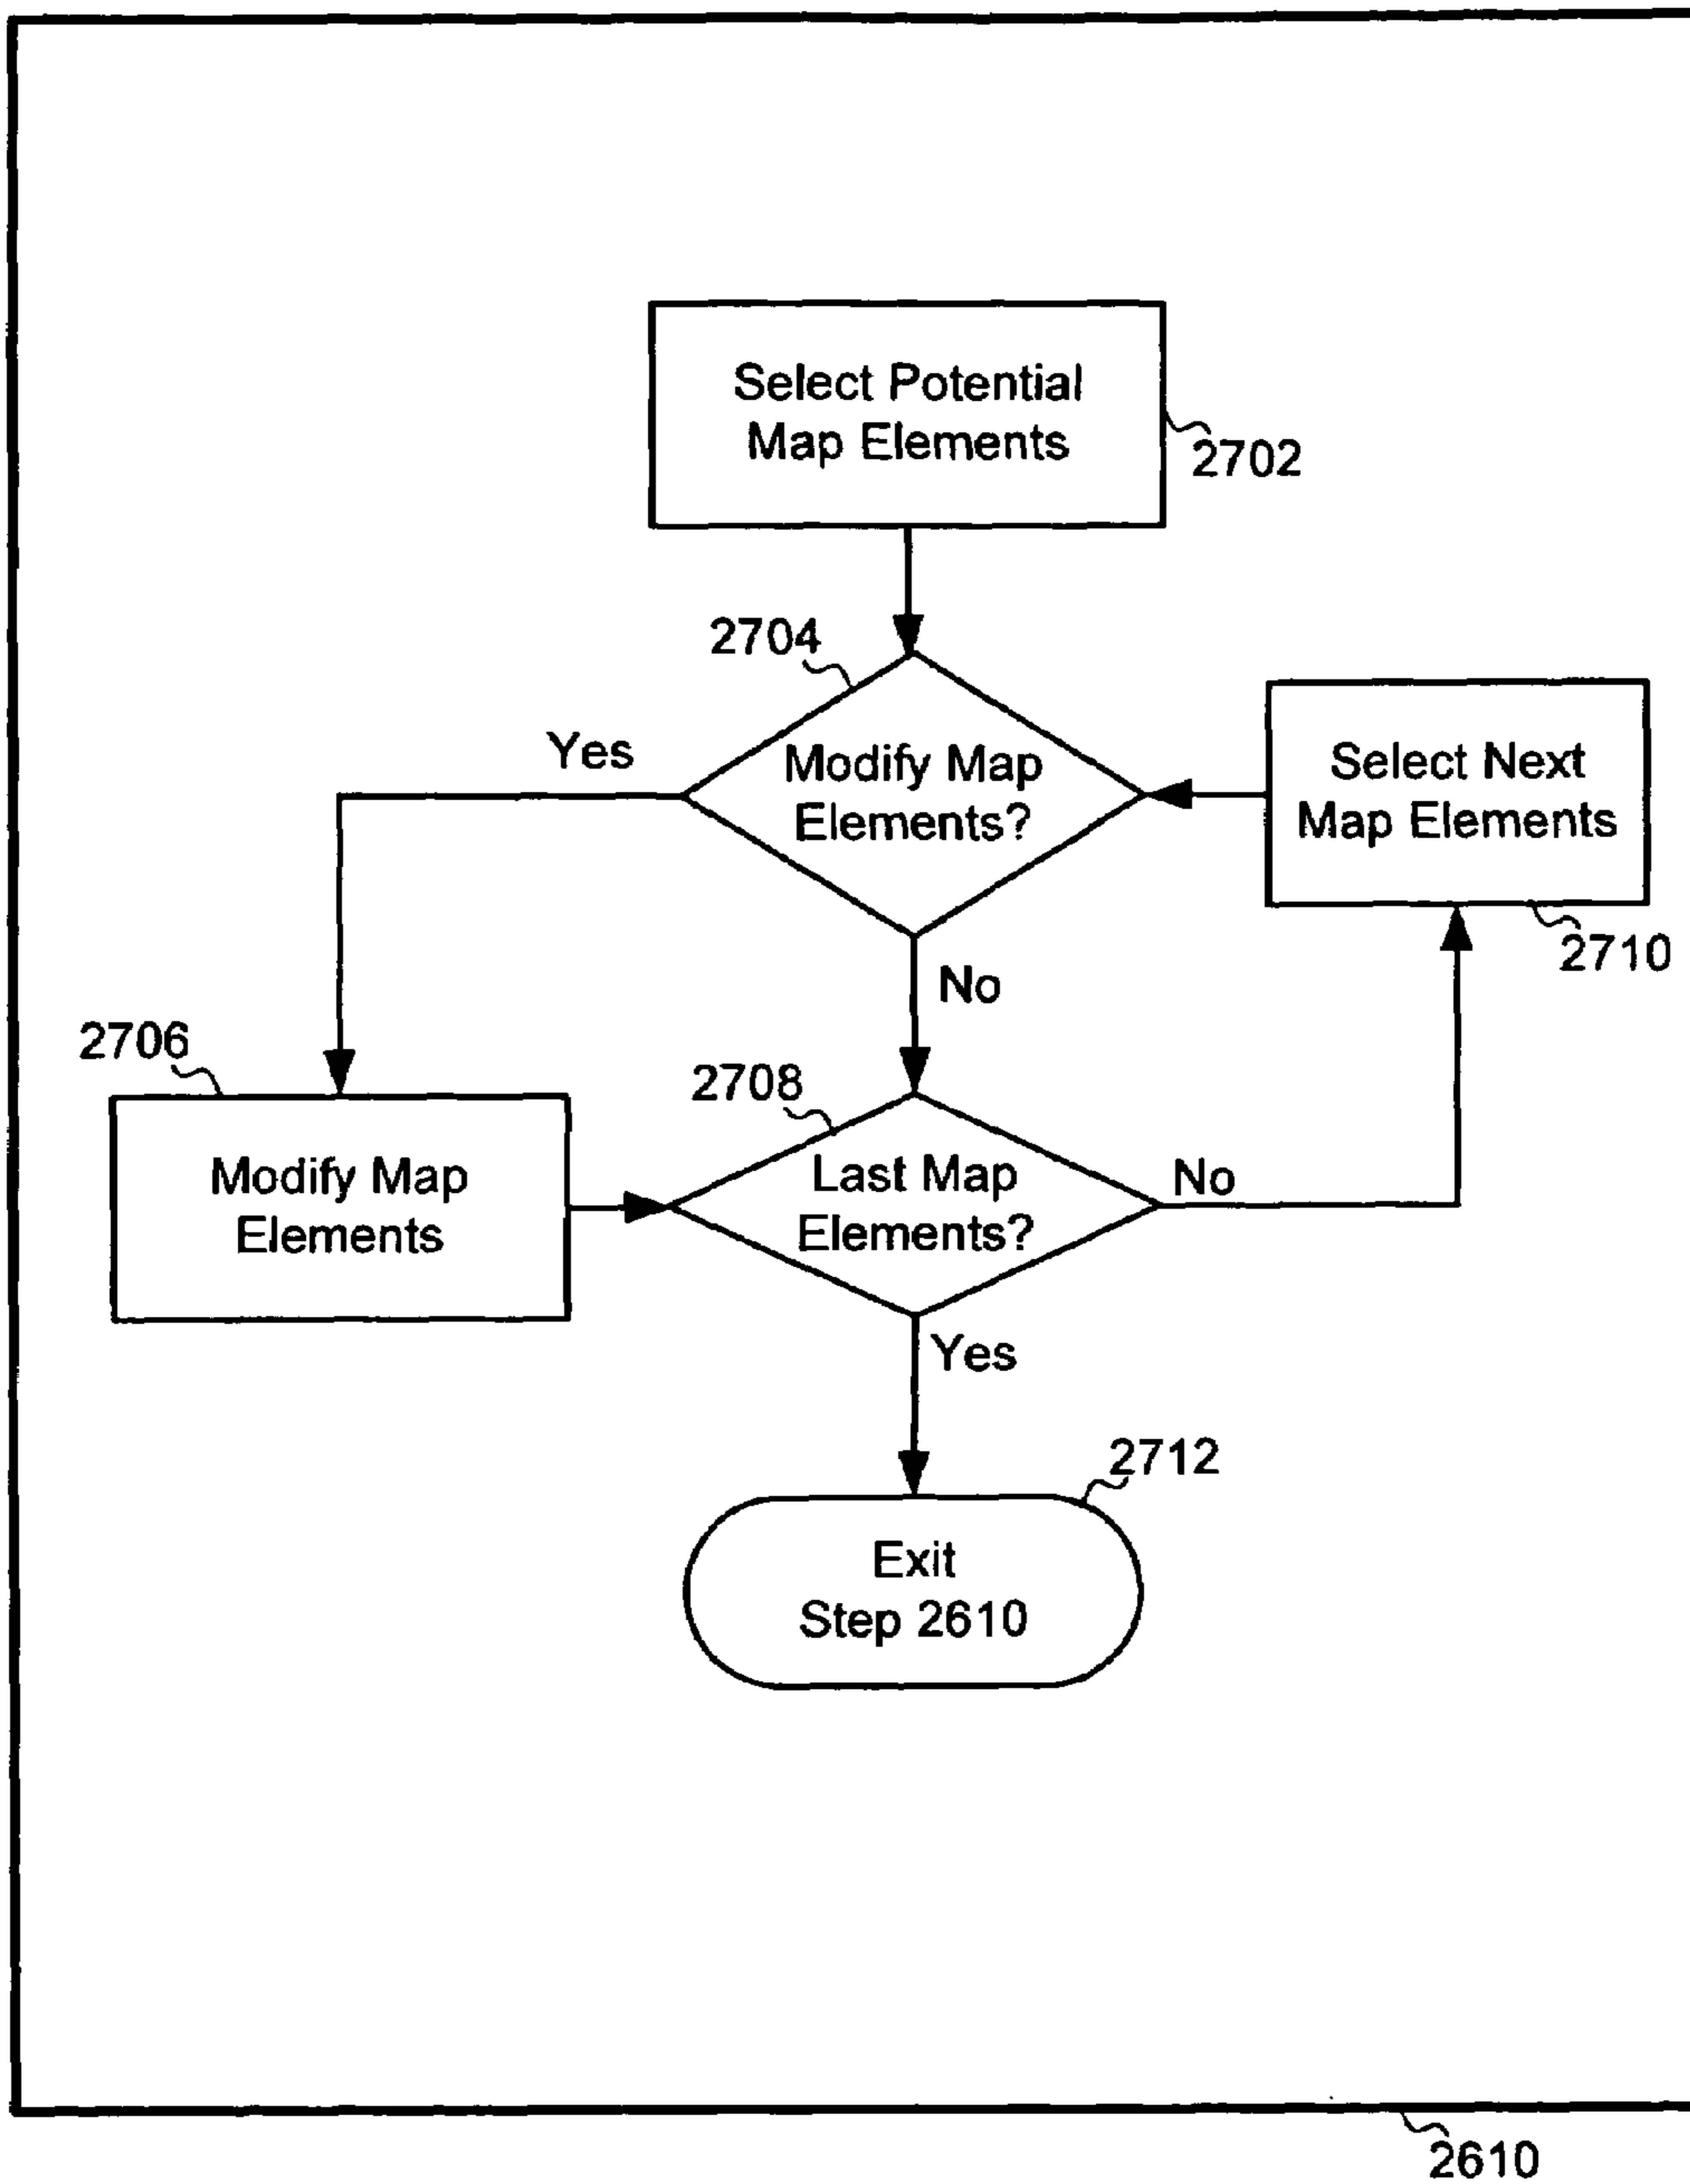 Select Potential
Map Elements
2702
2704
Yes
Modify Map
Elements?
Select Next
Map Elements
2710
No
2706
2708
Modify Map
Elements
Last Map
Elements?
No
Yes
2712
Exit
Step 2610
2610